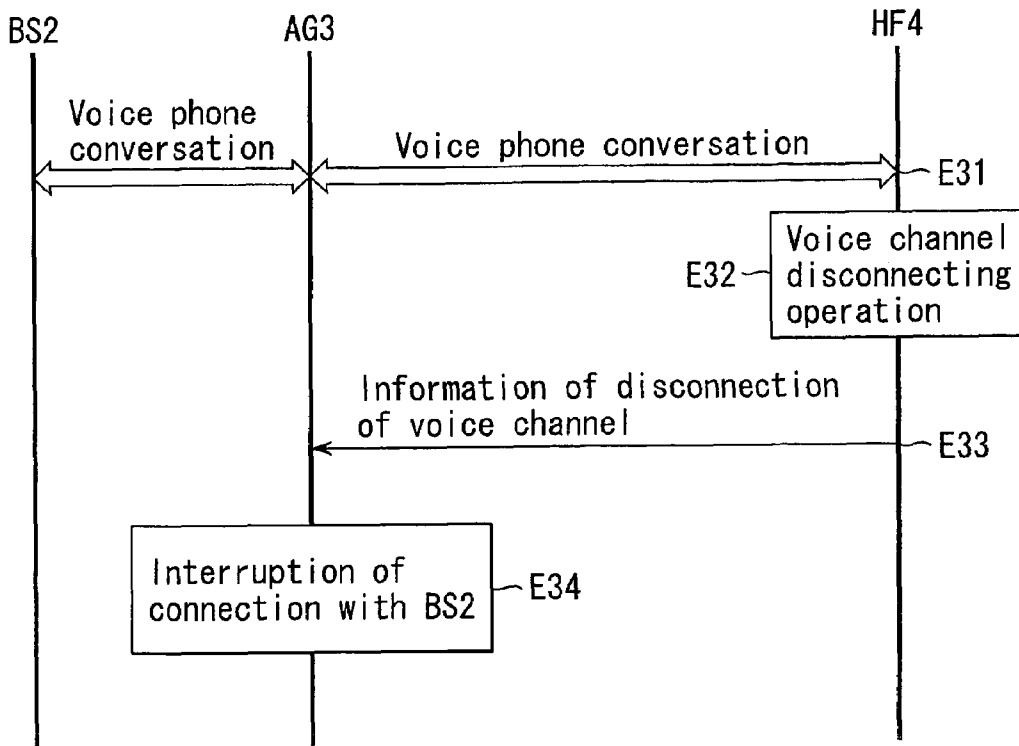 BS2
AG3
HF4
Voice phone
conversation
Voice phone conversation
E31
Voice channel
disconnecting
operation
E32
Information of disconnection
of voice channel
E33
Interruption of
connection with BS2
E34